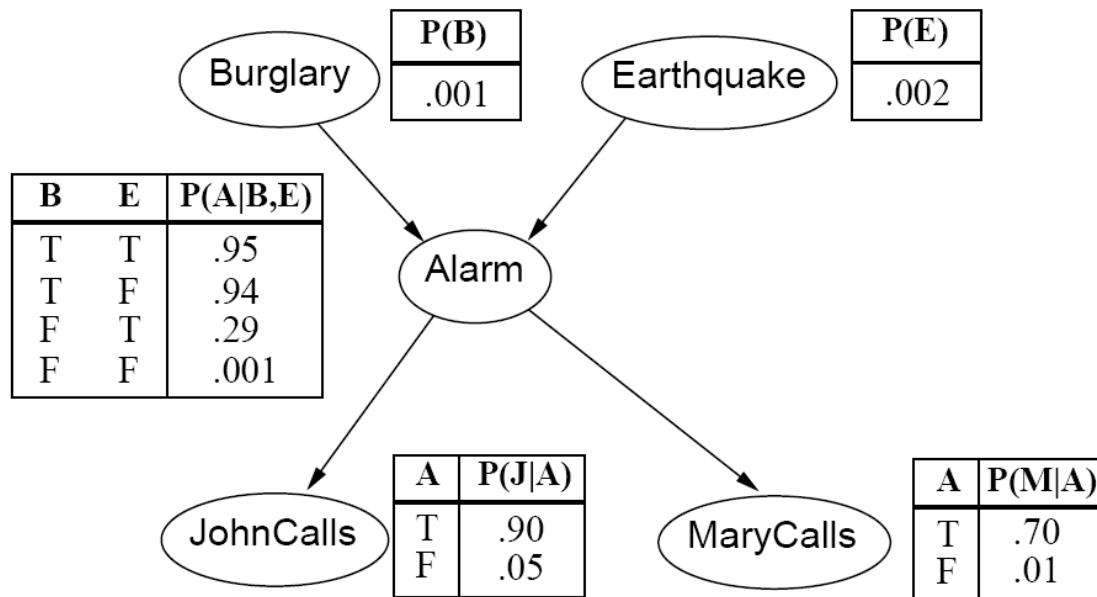 P(B)
Burglary
.001
P(E)
Earthquake
.002
B E P(A|B,E)
T T .95
T F .94
F T .29
F F .001
Alarm
A P(J|A)
T .90
F .05
JohnCalls
A P(M|A)
T .70
F .01
MaryCalls